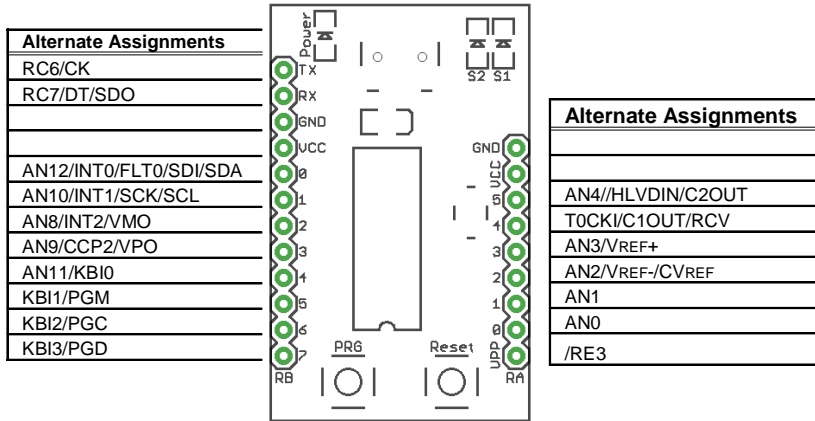 Alternate Assignments
RC6/CK
RC7/DT/SDO
AN12/INT0/FLT0/SDI/SDA
AN10/INT1/SCK/SCL
AN8/INT2/VMO
AN9/CCP2/VPO
AN11/KBI0
KBI1/PGM
KBI2/PGC
KBI3/PGD
Power
S2 S1
TX
RX
GND
VCC
0
1
2
3
4
5
6
7
RB
PRG
Reset
GND
VCC
5
4
3
2
1
0
VPP
RA
Alternate Assignments
AN4//HLVDIN/C2OUT
T0CKI/C1OUT/RCV
AN3/VREF+
AN2/VREF-/CVREF
AN1
AN0
/RE3